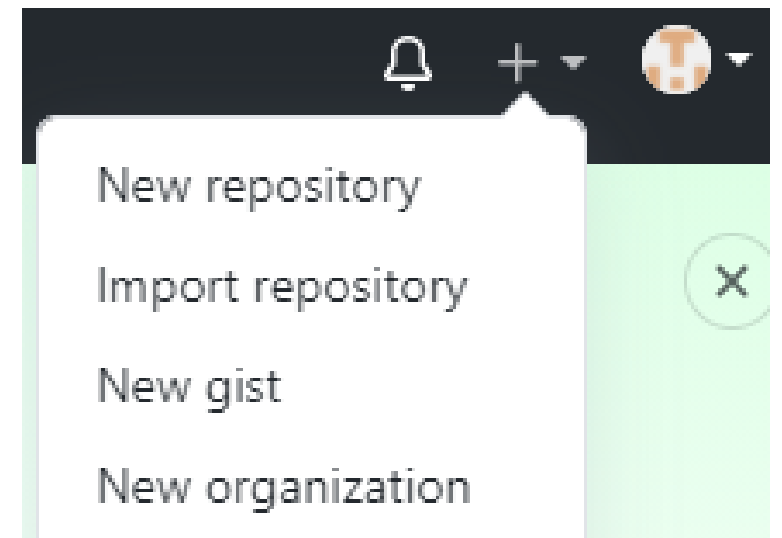 New repository
Import repository
New gist
New organization